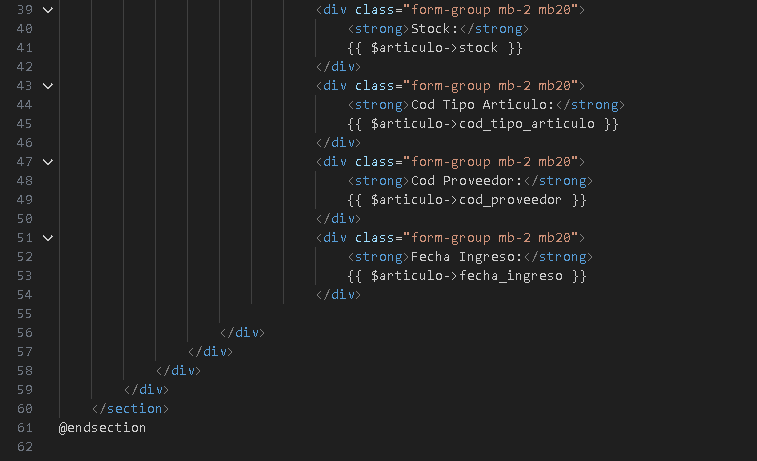 39 <div class="form-group mb-2 mb20">
40 <strong>Stock:</strong>
41 {{ $articulo->stock }}
42 </div>
43 <div class="form-group mb-2 mb20">
44 <strong>Cod Tipo Articulo:</strong>
45 {{ $articulo->cod_tipo_articulo }}
46 </div>
47 <div class="form-group mb-2 mb20">
48 <strong>Cod Proveedor:</strong>
49 {{ $articulo->cod_proveedor }}
50 </div>
51 <div class="form-group mb-2 mb20">
52 <strong>Fecha Ingreso:</strong>
53 {{ $articulo->fecha_ingreso }}
54 </div>
55
56 </div>
57 </div>
58 </div>
59 </div>
60 </section>
61 @endsection
62